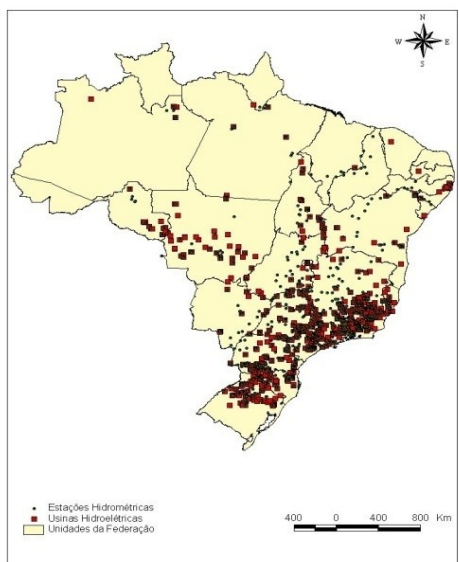 N
W E
S
Estações Hidrométricas
Usinas Hidroelétricas
Unidades da Federação
400 0 400 800 Km